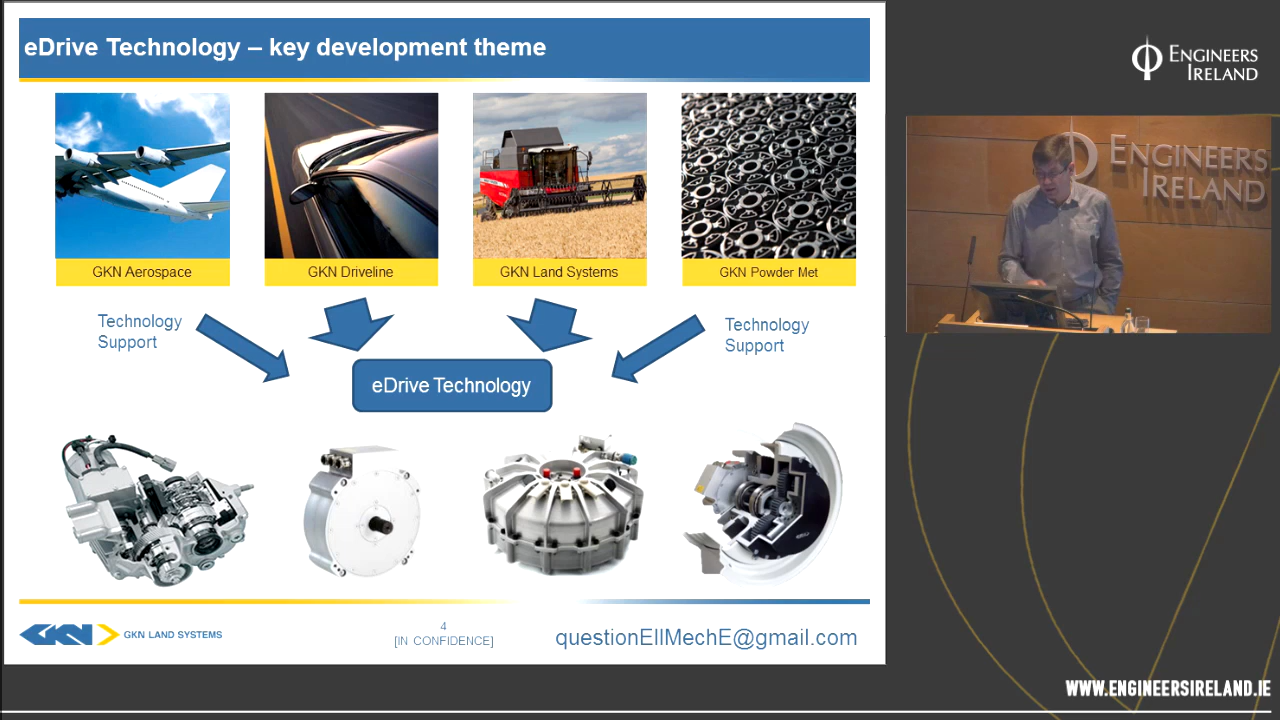 eDrive Technology – key development theme
GKN Aerospace
GKN Driveline
GKN Land Systems
GKN Powder Met
Technology
Support
Technology
Support
eDrive Technology
GKN
GKN LAND SYSTEMS
4
[IN CONFIDENCE]
questionEIIMechE@gmail.com
ENGINEERS
IRELAND
ENGINEERS
IRELAND
WWW.ENGINEERSIRELAND.IE